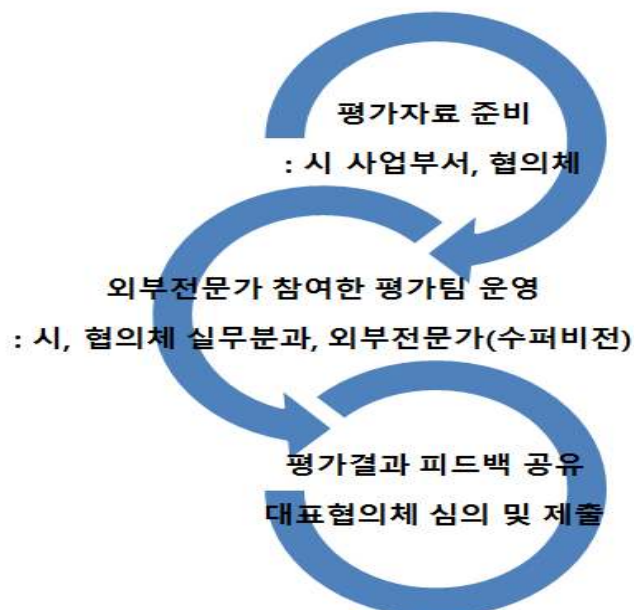 평가자료 준비
: 시 사업부서, 협의체
외부전문가 참여한 평가팀 운영
: 시, 협의체 실무분과, 외부전문가(수퍼비전)
평가결과 피드백 공유
대표협의체 심의 및 제출